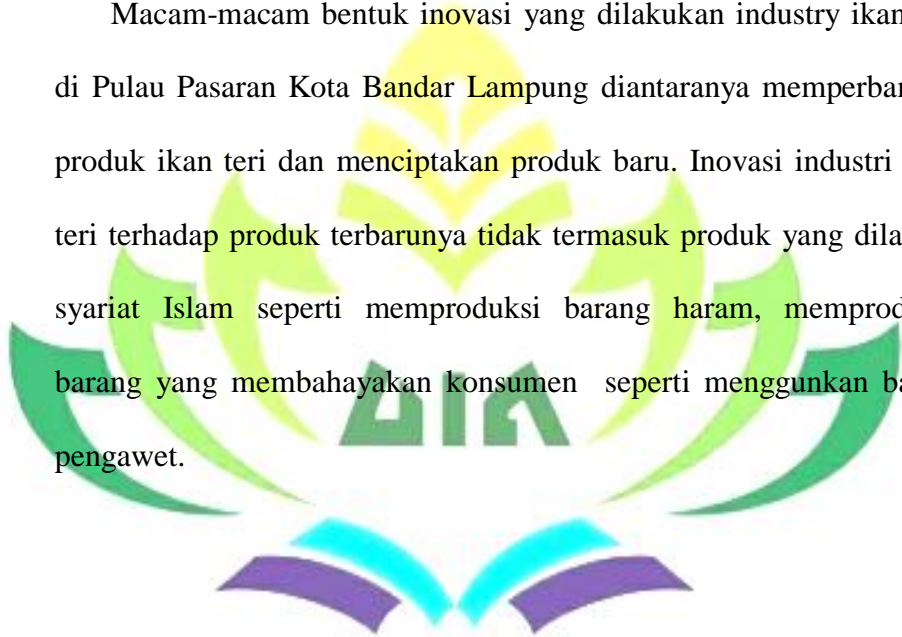 Macam-macam bentuk inovasi yang dilakukan industry ikan
di Pulau Pasaran Kota Bandar Lampung diantaranya memperbar
produk ikan teri dan menciptakan produk baru. Inovasi industri
teri terhadap produk terbarunya tidak termasuk produk yang dila
syariat Islam seperti memproduksi barang haram, memprod
barang yang membahayakan konsumen seperti menggunkan ba
pengawet.